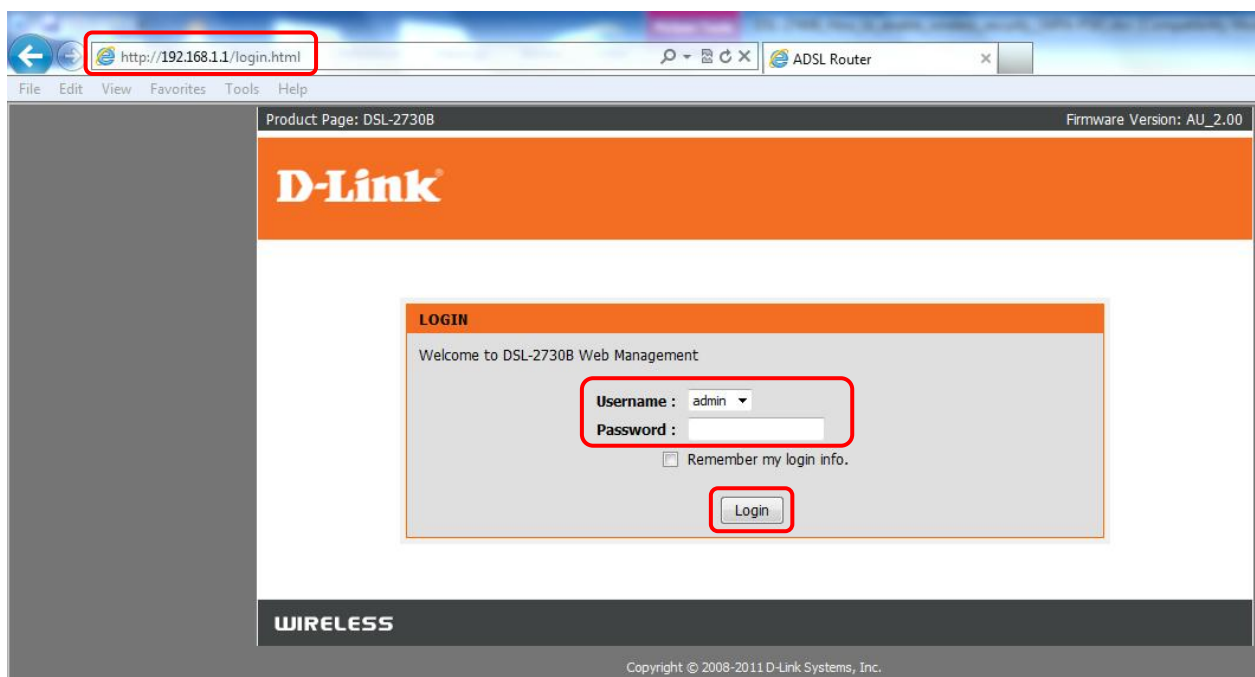 http://192.168.1.1/login.html
ADSL Router
File Edit View Favorites Tools Help
Product Page: DSL-2730B
Firmware Version: AU_2.00
D-Link
LOGIN
Welcome to DSL-2730B Web Management
Username : admin
Password :
Remember my login info.
Login
WIRELESS
Copyright © 2008-2011 D-Link Systems, Inc.